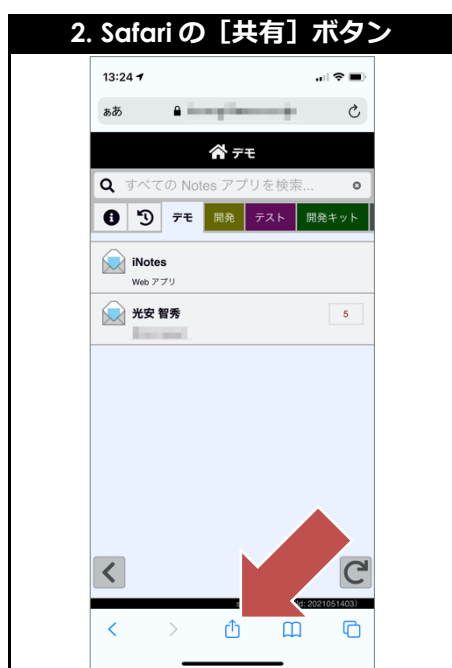 2. Safari の［共有］ボタン
13:24
ぁあ
デモ
すべての Notes アプリを検索...
デモ 開発 テスト 開発キット
iNotes
Web アプリ
光安 智秀
5
id: 2021051403）